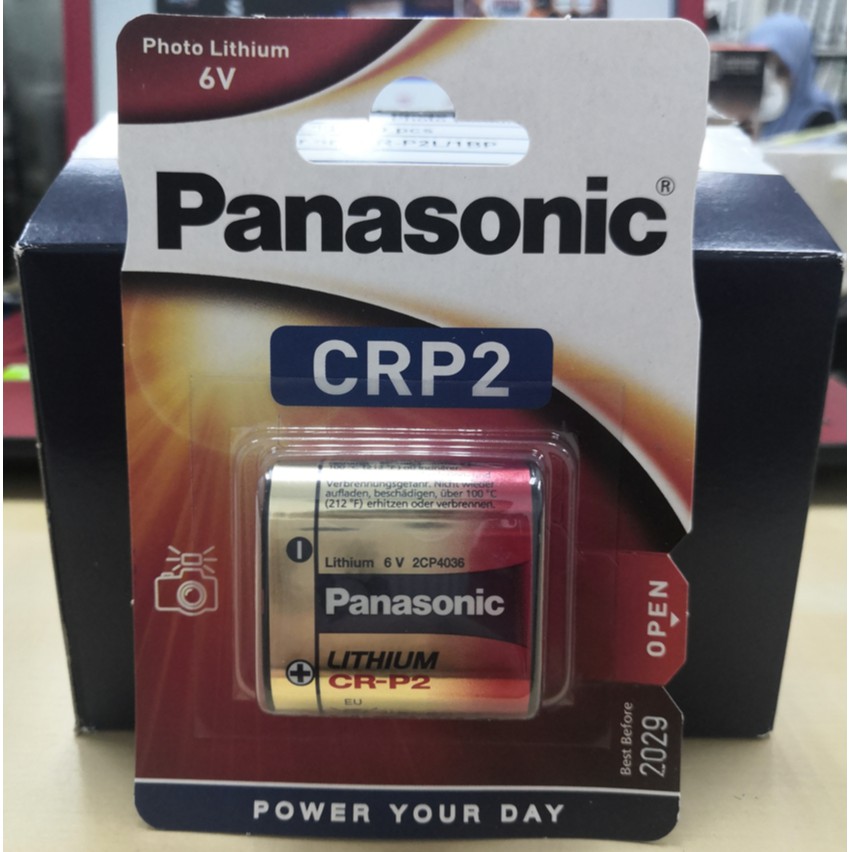 Photo Lithium
6V
Panasonic®
CRP2
Verbrennungsgefahr. Nicht wieder
aufladen, beschädigen, über 100 °C
(212 °F) erhitzen oder verbrennen.
Lithium 6 V 2CP4036
Panasonic
LITHIUM
CR-P2
EU
OPEN
Best Before
2029
POWER YOUR DAY